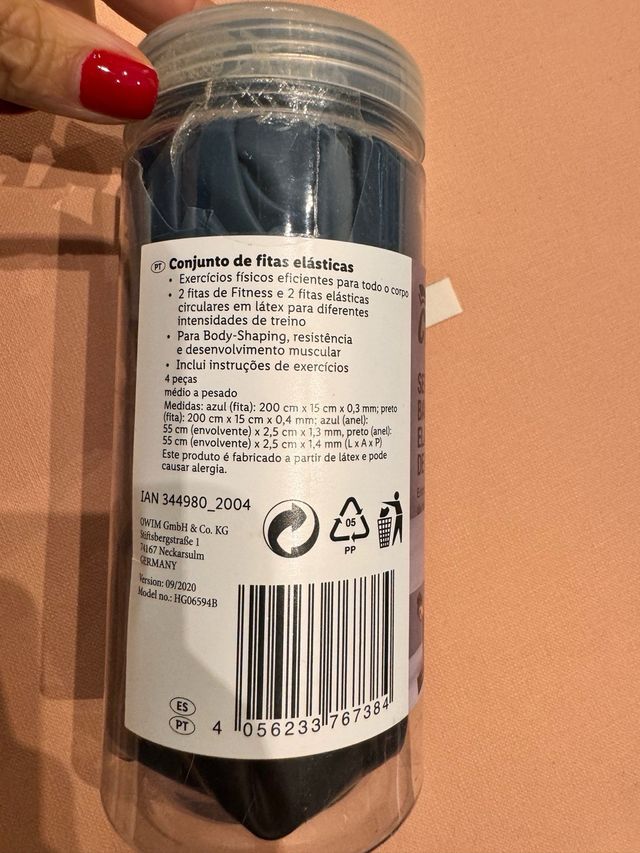 PT Conjunto de fitas elásticas
• Exercícios físicos eficientes para todo o corpo
• 2 fitas de Fitness e 2 fitas elásticas
circulares em látex para diferentes
intensidades de treino
• Para Body-Shaping, resistência
e desenvolvimento muscular
• Inclui instruções de exercícios
4 peças
médio a pesado
Medidas: azul (fita): 200 cm x 15 cm x 0,3 mm; preto
(fita): 200 cm x 15 cm x 0,4 mm; azul (anel):
55 cm (envolvente) x 2,5 cm x 1,3 mm, preto (anel):
55 cm (envolvente) x 2,5 cm x 1,4 mm (L x A x P)
Este produto é fabricado a partir de látex e pode
causar alergia.
IAN 344980_2004
OWIM GmbH & Co. KG
Stiftsbergstraße 1
74167 Neckarsulm
GERMANY
Version: 09/2020
Model no.: HG06594B
05
PP
ES
PT
4 056233 767384